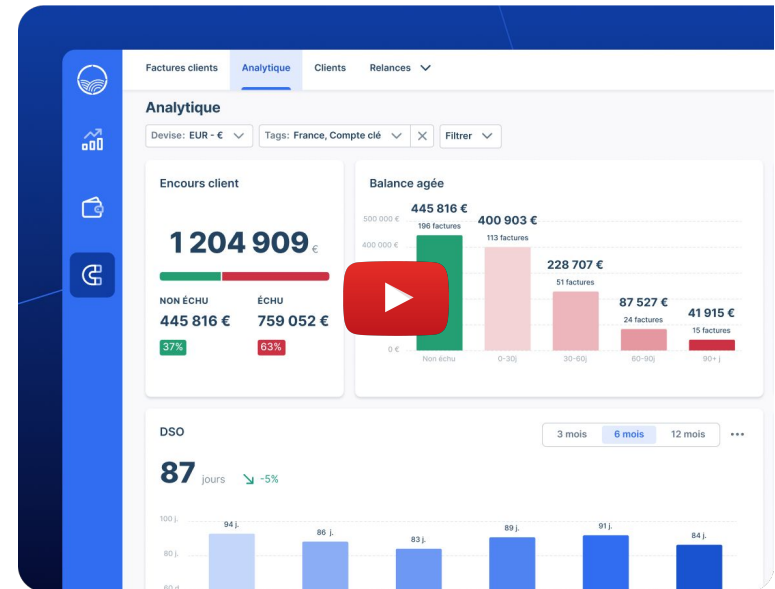 Factures clients Analytique Clients Relances
Analytique
Devise: EUR - € Tags: France, Compte clé Filtrer
Encours client
1 204 909 €
NON ÉCHU ÉCHU
445 816 € 759 052 €
37% 63%
Balance agée
445 816 €
196 factures
400 903 €
113 factures
228 707 €
51 factures
87 527 €
24 factures
41 915 €
15 factures
500 000 €
400 000 €
0 €
Non échu 0-30j 30-60j 60-90j 90+ j
DSO
3 mois 6 mois 12 mois
87 jours -5%
100 j.
94 j. 86 j. 83 j. 89 j. 91 j. 84 j.
80 j.